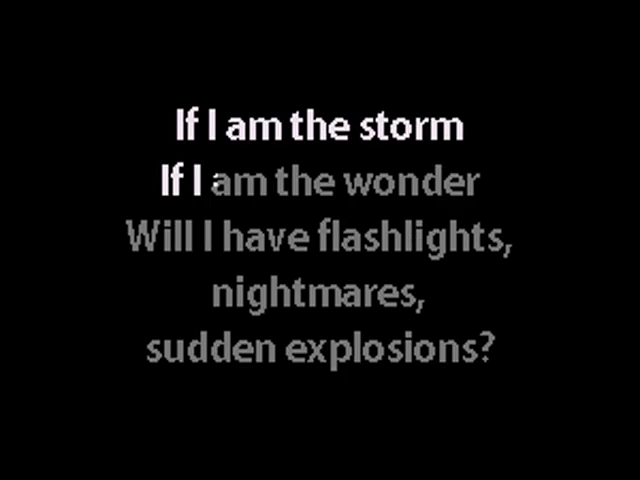 If I am the storm
If I am the wonder
Will I have flashlights,
nightmares,
sudden explosions?